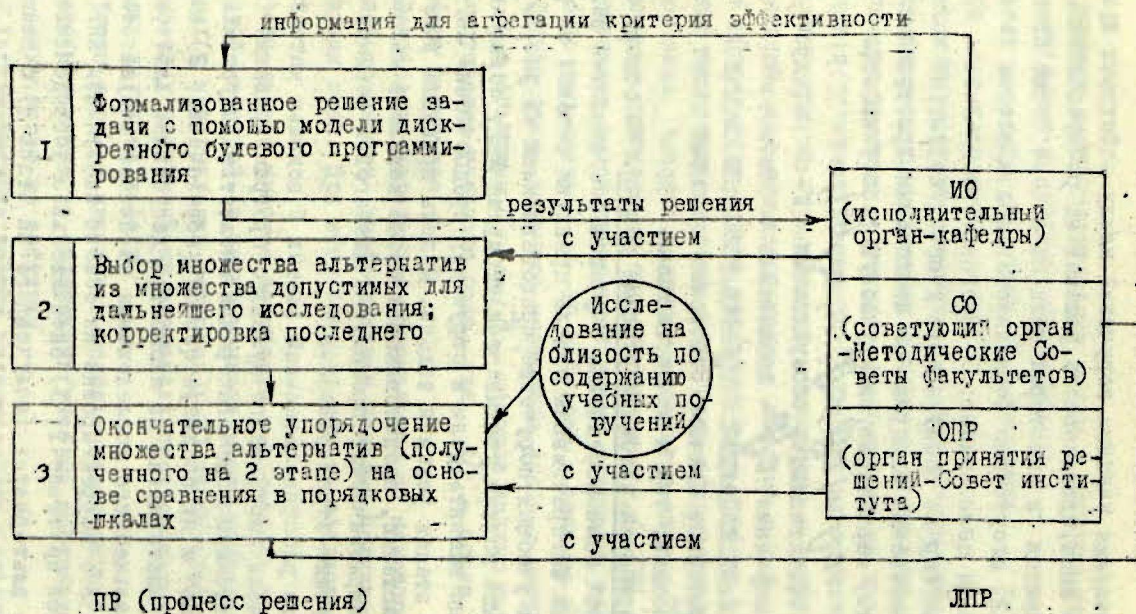 информация для агрегации критерия эффективности
1
Формализованное решение за-
дачи с помощью модели диск-
ретного булевого программи-
рования
результаты решения
с участием
2
Выбор множества альтернатив
из множества допустимых для
дальнейшего исследования;
корректировка последнего
Иссле-
дование на
близость по
содержанию
учебных по-
ручений
3
Окончательное упорядочение
множества альтернатив (полу-
ченного на 2 этапе) на осно-
ве сравнения в порядковых
шкалах
с участием
с участием
ИО
(исполнительный
орган-кафедры)
СО
(советующий орган
-Методические Со-
веты факультетов)
ОПР
(орган принятия ре-
шений-Совет инсти-
тута)
ПР (процесс решения)
ЛПР